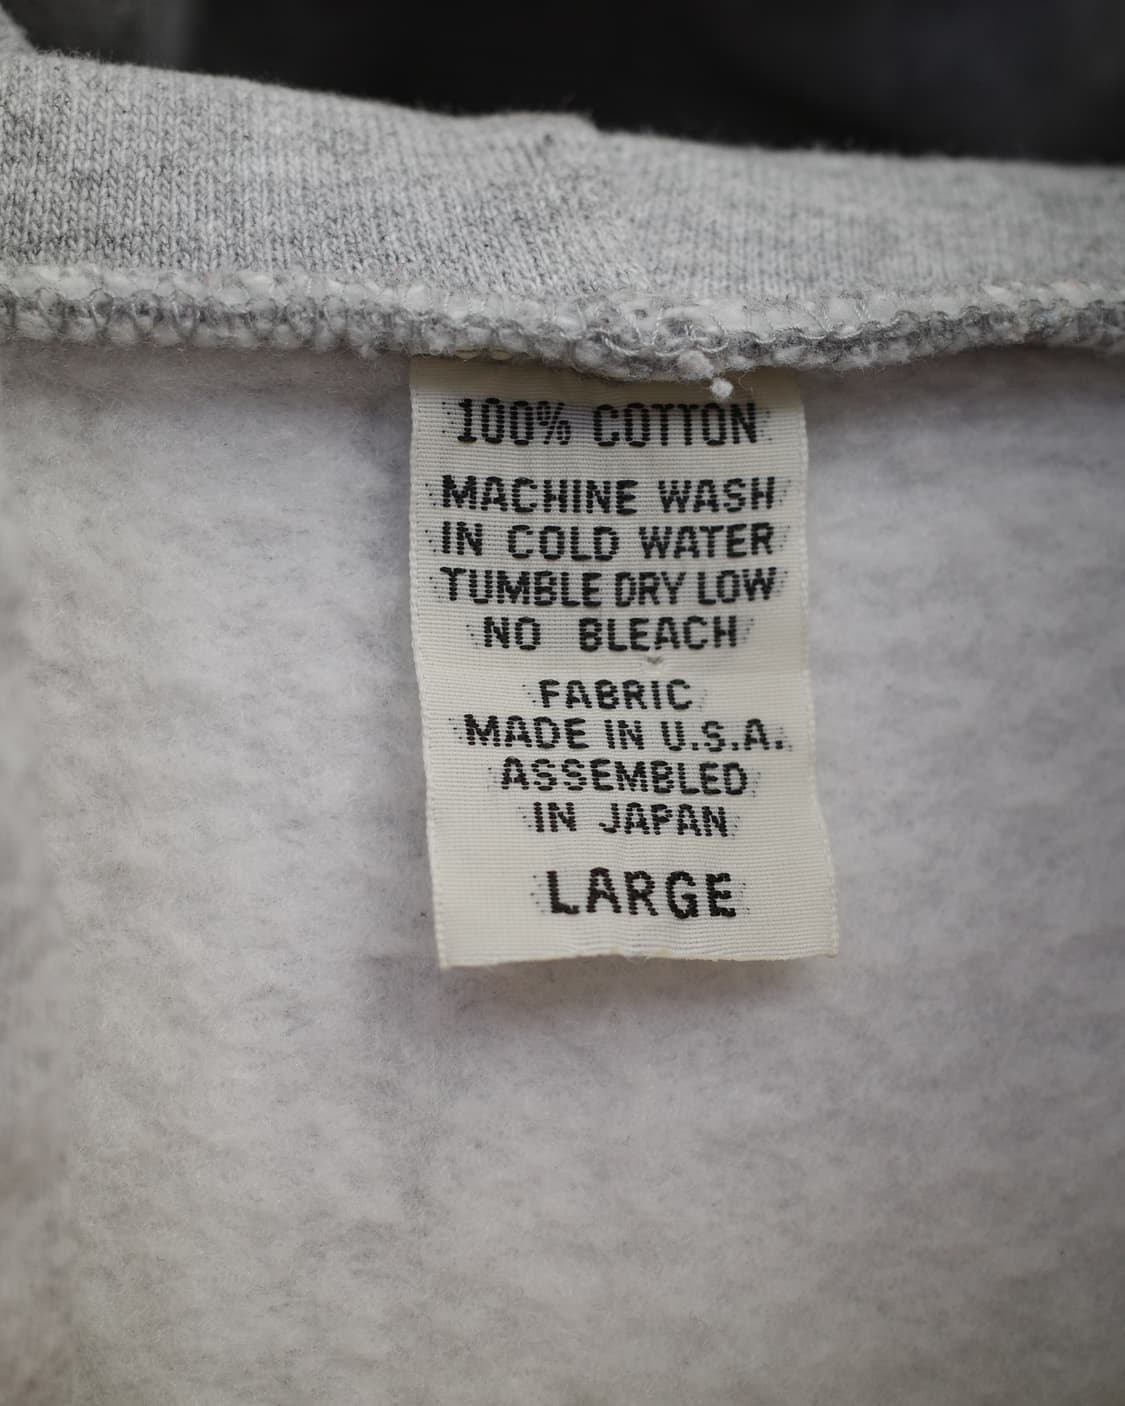 100% COTTON
MACHINE WASH
IN COLD WATER
TUMBLE DRY LOW
NO BLEACH
FABRIC
MADE IN U.S.A.
ASSEMBLED
IN JAPAN
LARGE